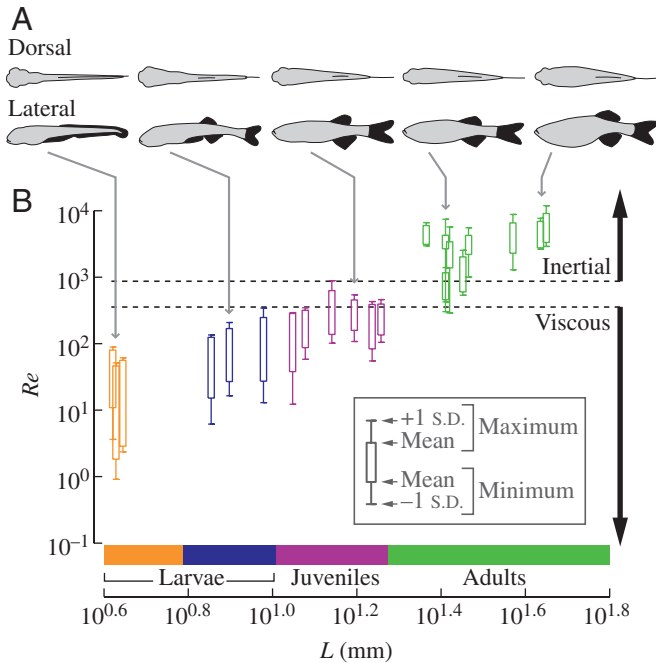 A
Dorsal
Lateral
B
10^4
10^3
10^2
10^1
10^0
10^−1
Re
Inertial
Viscous
+1 S.D.
Mean
Maximum
Mean
−1 S.D.
Minimum
Larvae
Juveniles
Adults
10^0.6 10^0.8 10^1.0 10^1.2 10^1.4 10^1.6 10^1.8
L (mm)